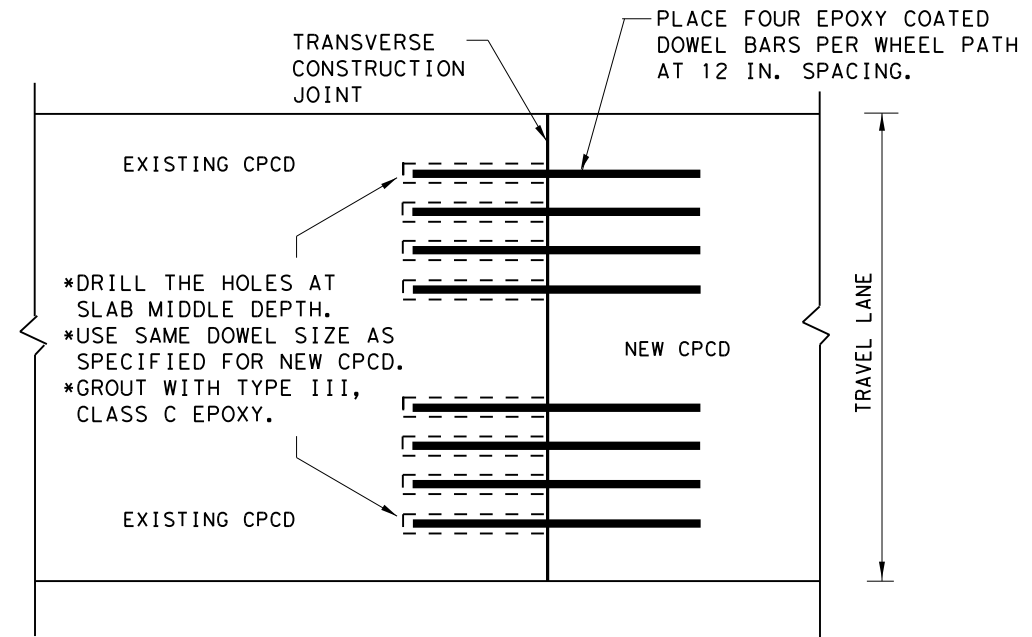 PLACE FOUR EPOXY COATED
DOWEL BARS PER WHEEL PATH
AT 12 IN. SPACING.
TRANSVERSE
CONSTRUCTION
JOINT
EXISTING CPCD
*DRILL THE HOLES AT
SLAB MIDDLE DEPTH.
*USE SAME DOWEL SIZE AS
SPECIFIED FOR NEW CPCD.
*GROUT WITH TYPE III,
CLASS C EPOXY.
NEW CPCD
TRAVEL LANE
EXISTING CPCD